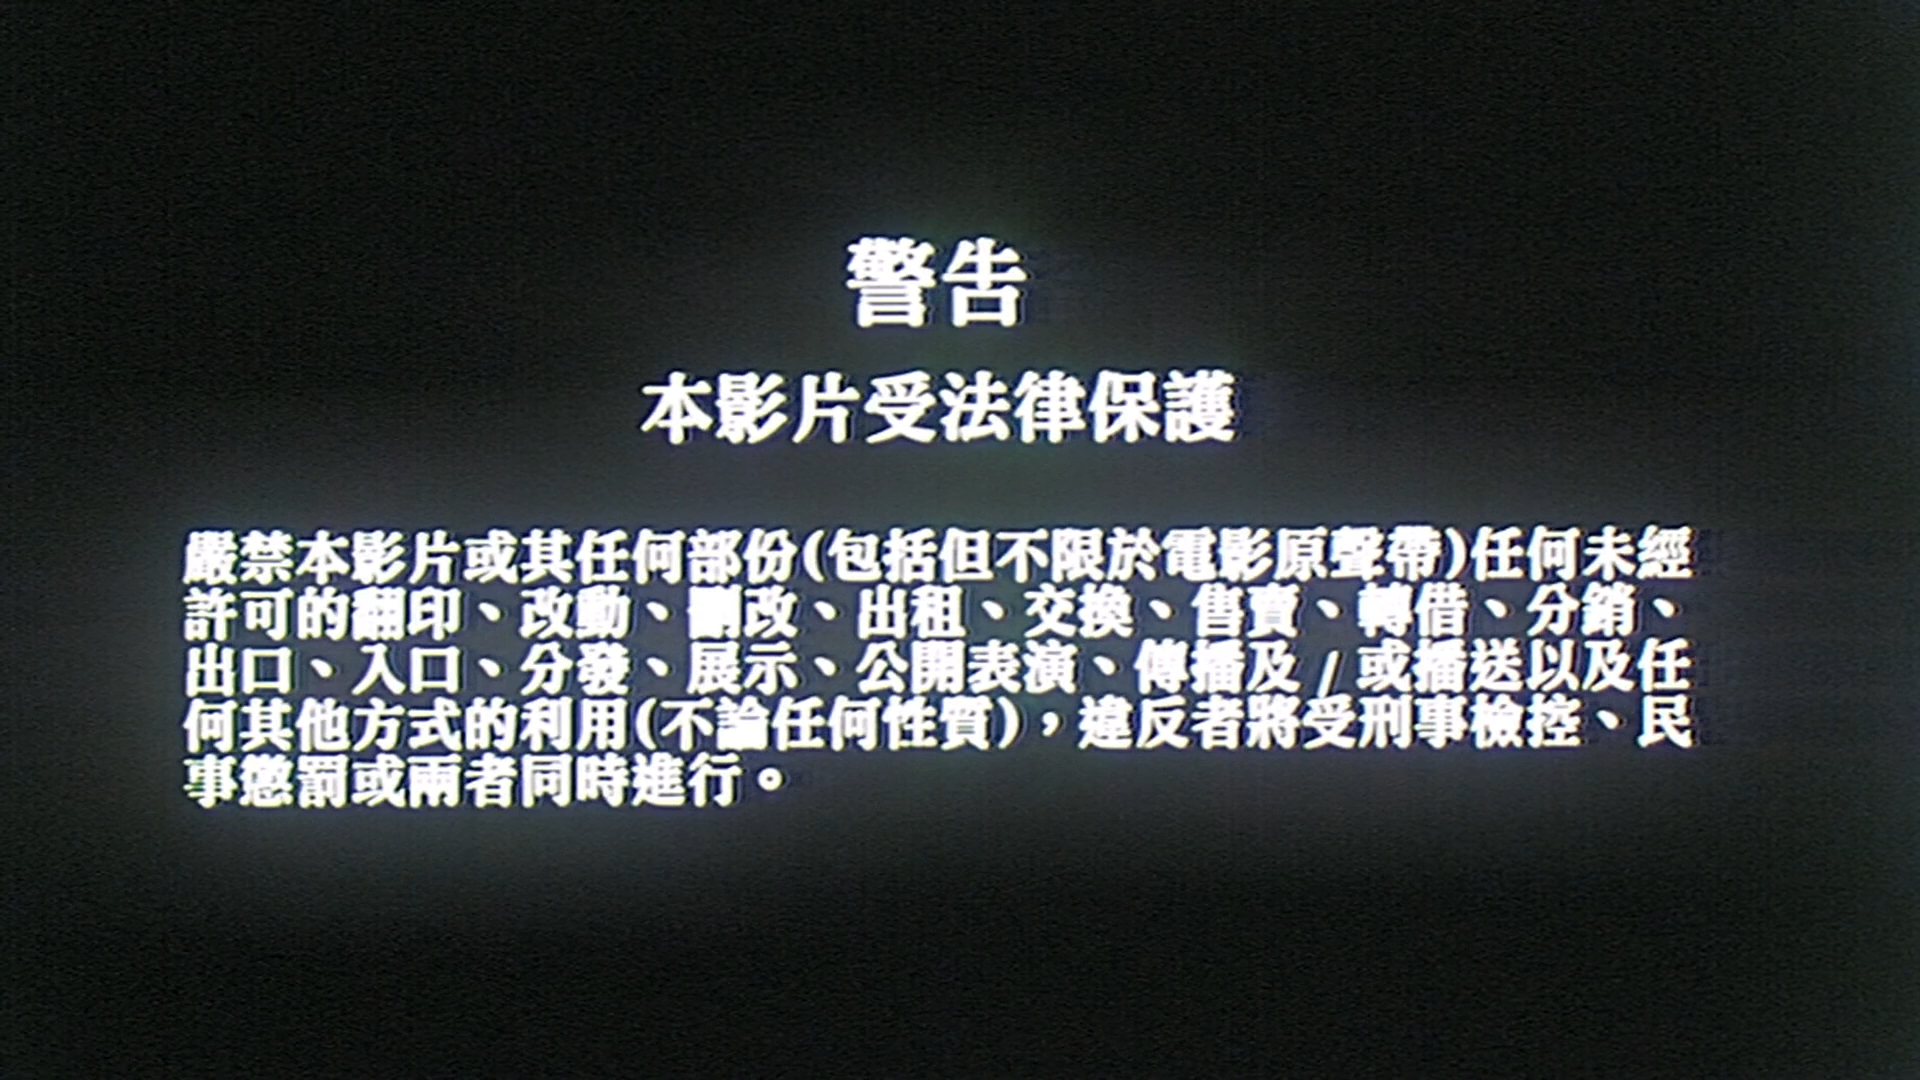 警告
本影片受法律保護
嚴禁本影片或其任何部份(包括但不限於電影原聲帶)任何未經
許可的翻印、改動、刪改、出租、交換、售賣、轉借、分銷、
出口、入口、分發、展示、公開表演、傳播及/或播送以及任
何其他方式的利用(不論任何性質)，違反者將受刑事檢控、民
事懲罰或兩者同時進行。